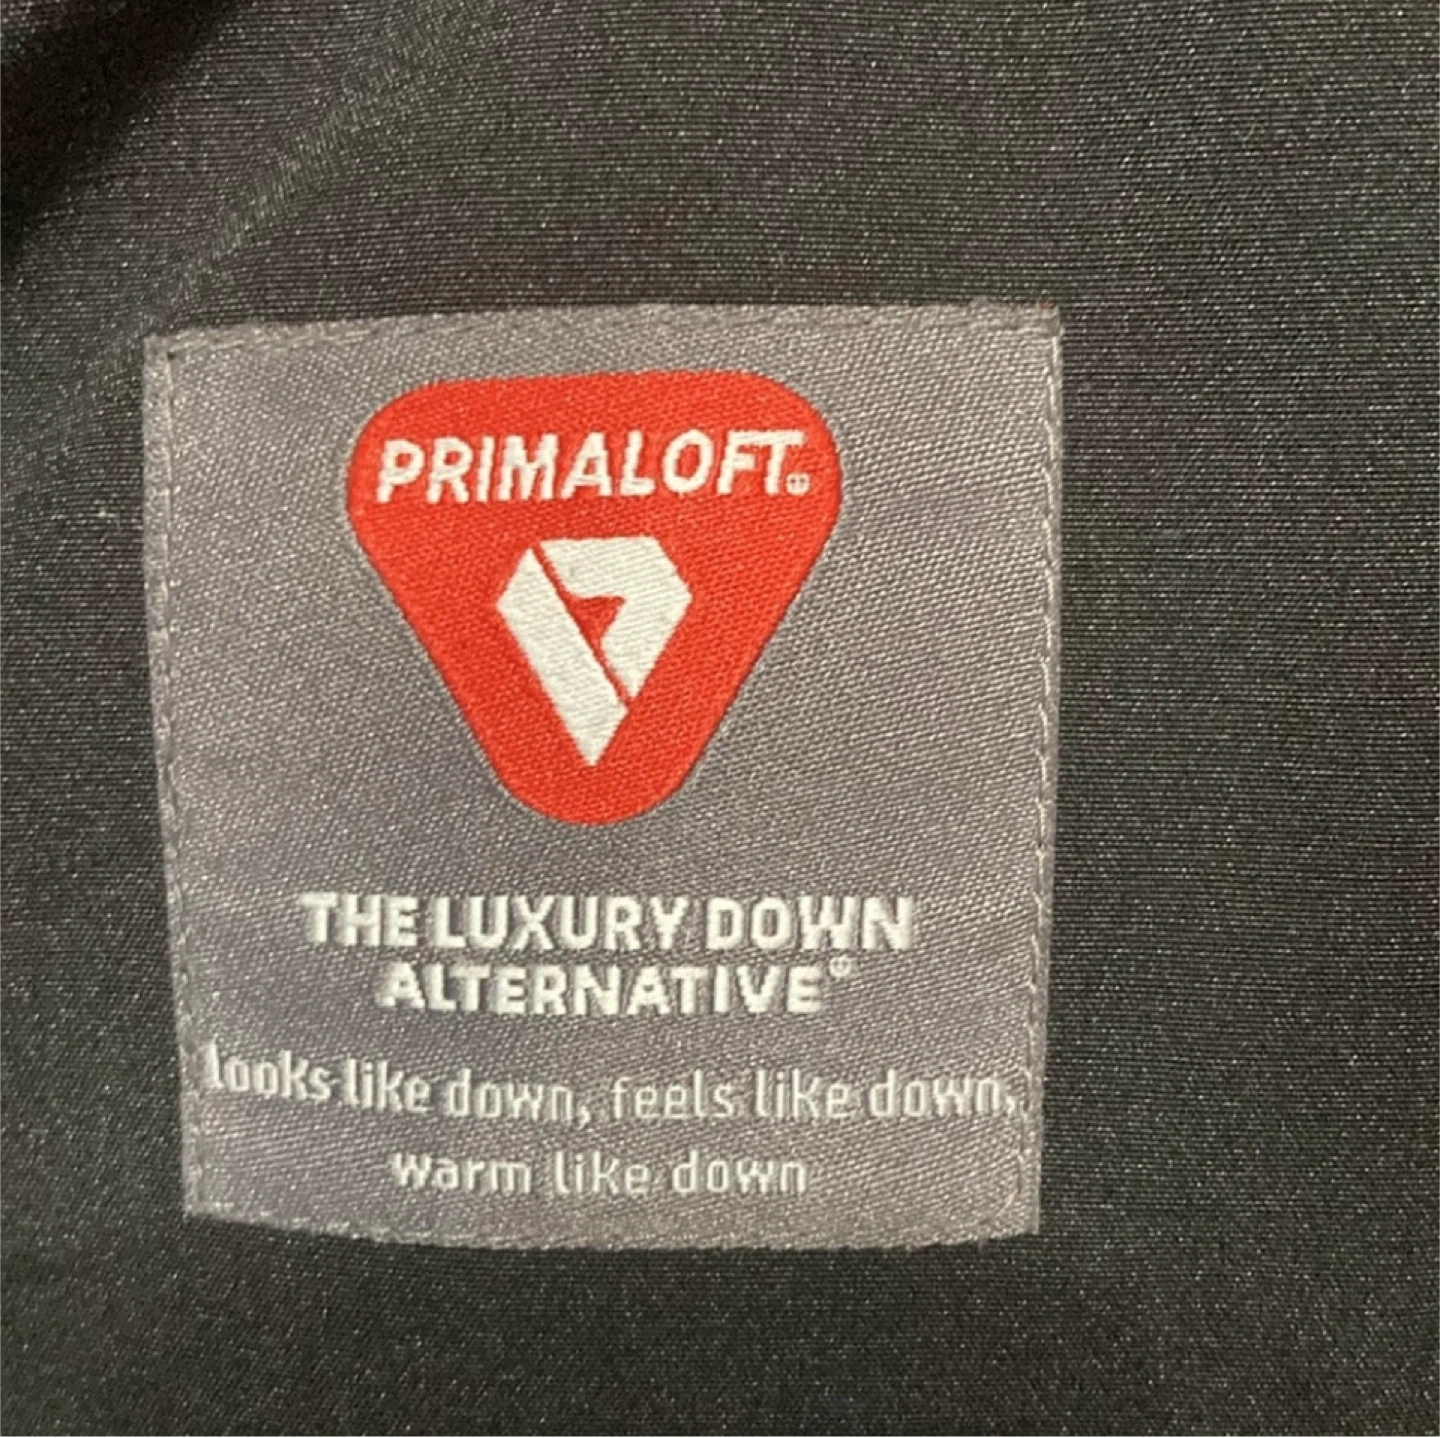 PRIMALOFT®
THE LUXURY DOWN
ALTERNATIVE®
looks like down, feels like down,
warm like down